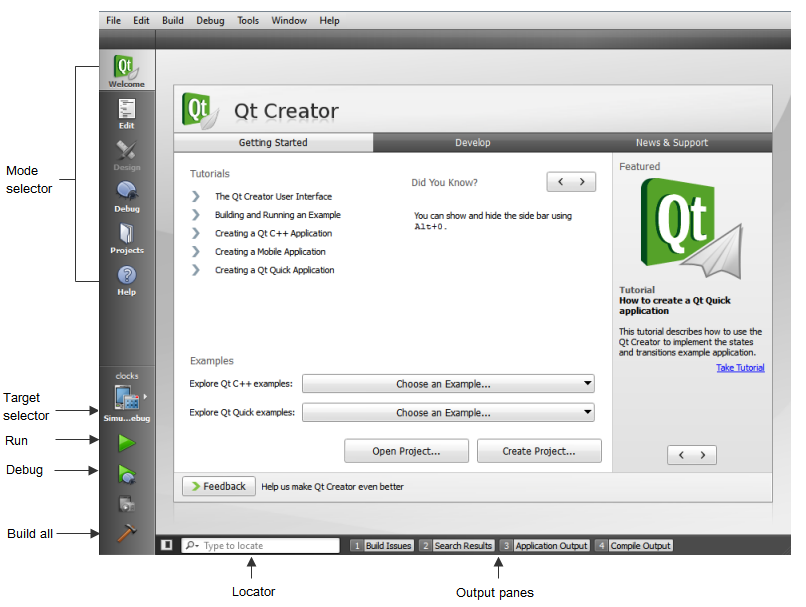 File Edit Build Debug Tools Window Help
Qt
Welcome
Edit
Design
Debug
Projects
Help
Mode
selector
Qt Qt Creator
Getting Started Develop News & Support
Tutorials
The Qt Creator User Interface
Building and Running an Example
Creating a Qt C++ Application
Creating a Mobile Application
Creating a Qt Quick Application
Did You Know?
You can show and hide the side bar using
Alt+0.
Featured
Qt
Tutorial
How to create a Qt Quick
application
This tutorial describes how to use the
Qt Creator to implement the states
and transitions example application.
Take Tutorial
Examples
Explore Qt C++ examples: Choose an Example...
Explore Qt Quick examples: Choose an Example...
Open Project... Create Project...
Feedback Help us make Qt Creator even better
clocks
Simu...ebug
Target
selector
Run
Debug
Build all
Type to locate 1 Build Issues 2 Search Results 3 Application Output 4 Compile Output
Locator Output panes